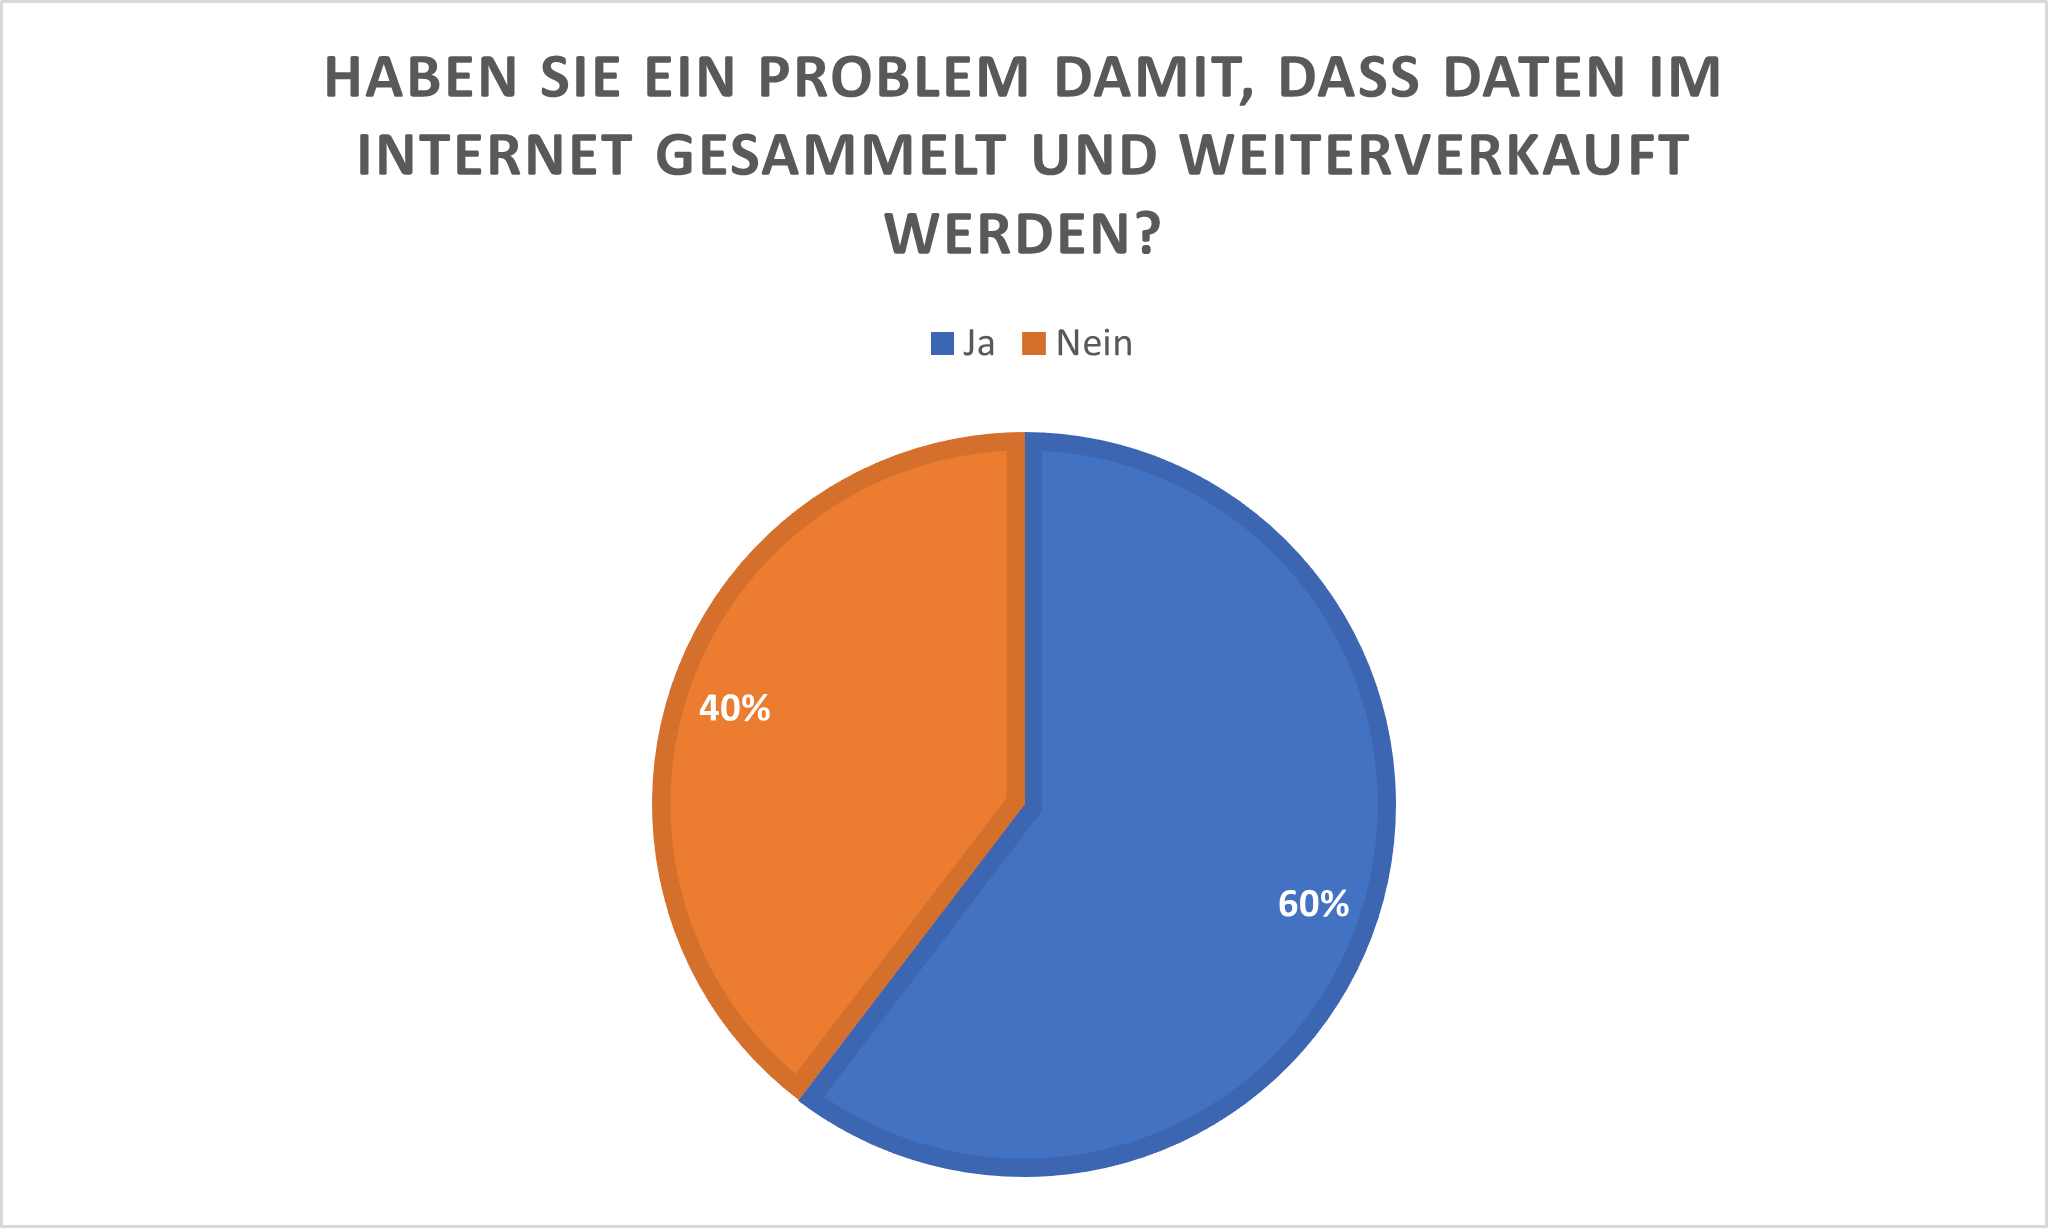 HABEN SIE EIN PROBLEM DAMIT, DASS DATEN IM
INTERNET GESAMMELT UND WEITERVERKAUFT
WERDEN?
Ja Nein
40%
60%